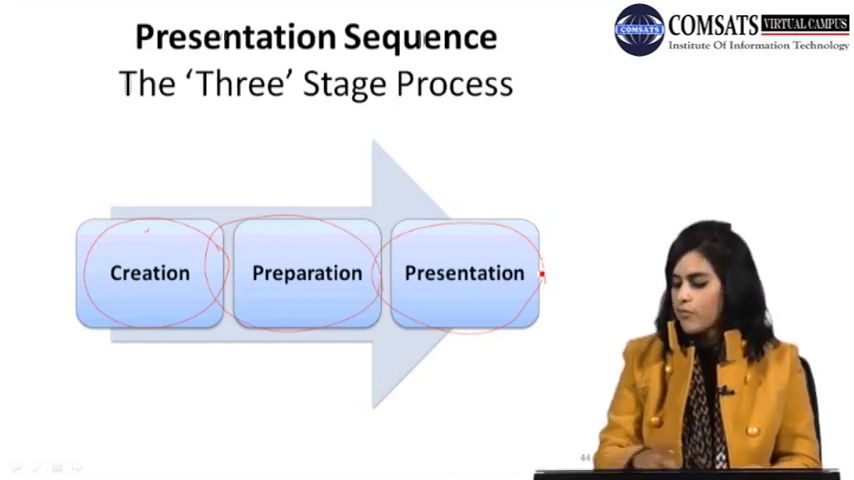 Presentation Sequence
The 'Three' Stage Process
COMSATS
COMSATS VIRTUAL CAMPUS
Institute Of Information Technology
Creation
Preparation
Presentation
44